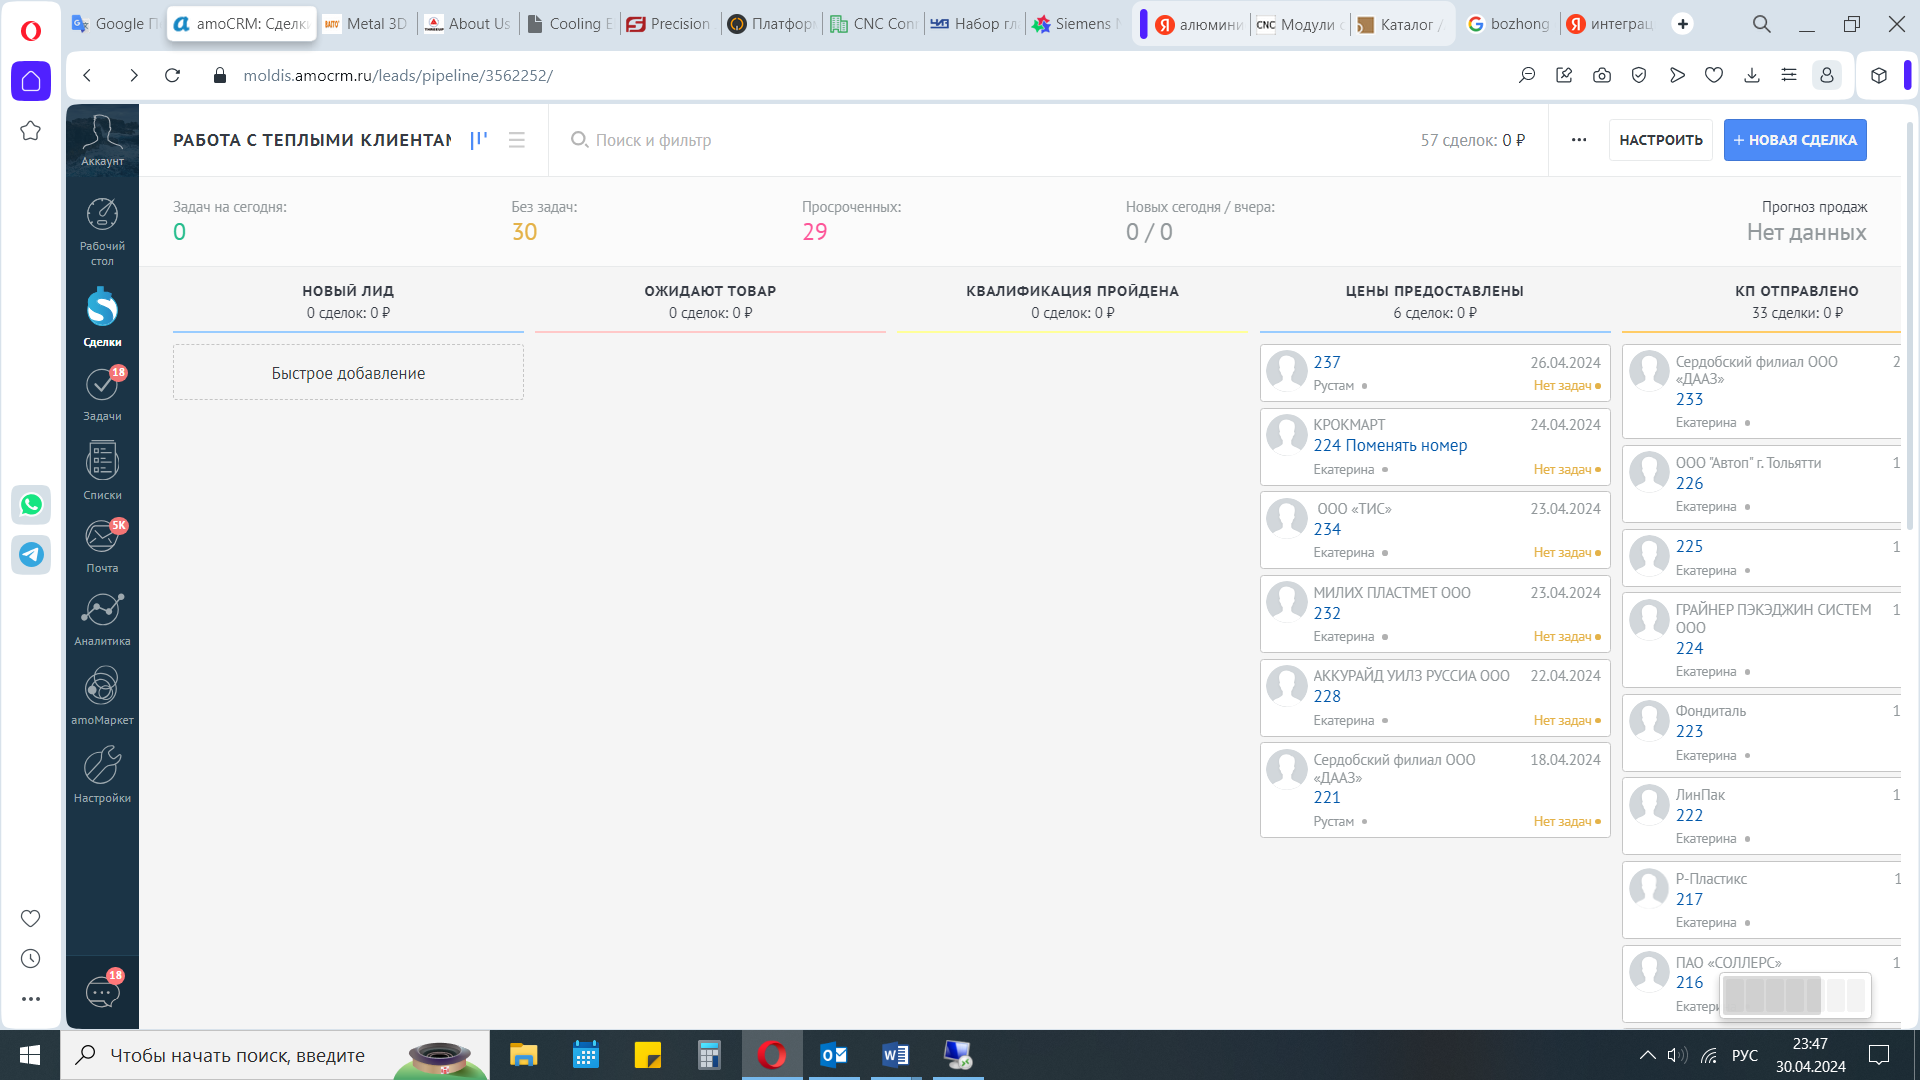 Google П
amoCRM: Сделк
Metal 3D
About Us
Cooling E
Precision
Платфор
CNC Con
Набор гл
Siemens N
алюмини
Модули с
Каталог /
bozhong
интеграц
moldis.amocrm.ru/leads/pipeline/3562252/
Аккаунт
РАБОТА С ТЕПЛЫМИ КЛИЕНТАМ
Поиск и фильтр
57 сделок: 0 ₽
НАСТРОИТЬ
+ НОВАЯ СДЕЛКА
Задач на сегодня:
0
Без задач:
30
Просроченных:
29
Новых сегодня / вчера:
0 / 0
Прогноз продаж
Нет данных
Рабочий
стол
Сделки
18
Задачи
Списки
5K
Почта
Аналитика
amoМаркет
Настройки
18
НОВЫЙ ЛИД
0 сделок: 0 ₽
Быстрое добавление
ОЖИДАЮТ ТОВАР
0 сделок: 0 ₽
КВАЛИФИКАЦИЯ ПРОЙДЕНА
0 сделок: 0 ₽
ЦЕНЫ ПРЕДОСТАВЛЕНЫ
6 сделок: 0 ₽
237
26.04.2024
Рустам
Нет задач
КРОКМАРТ
24.04.2024
224 Поменять номер
Екатерина
Нет задач
ООО «ТИС»
23.04.2024
234
Екатерина
Нет задач
МИЛИХ ПЛАСТМЕТ ООО
23.04.2024
232
Екатерина
Нет задач
АККУРАЙД УИЛЗ РУССИА ООО
22.04.2024
228
Екатерина
Нет задач
Сердобский филиал ООО
«ДААЗ»
18.04.2024
221
Рустам
Нет задач
КП ОТПРАВЛЕНО
33 сделки: 0 ₽
Сердобский филиал ООО
«ДААЗ»
2
233
Екатерина
ООО "Автоп" г. Тольятти
1
226
Екатерина
225
1
Екатерина
ГРАЙНЕР ПЭКЭДЖИН СИСТЕМ
ООО
1
224
Екатерина
Фондиталь
1
223
Екатерина
ЛинПак
1
222
Екатерина
Р-Пластикс
1
217
Екатерина
ПАО «СОЛЛЕРС»
1
216
Екатери
Чтобы начать поиск, введите
РУС
23:47
30.04.2024